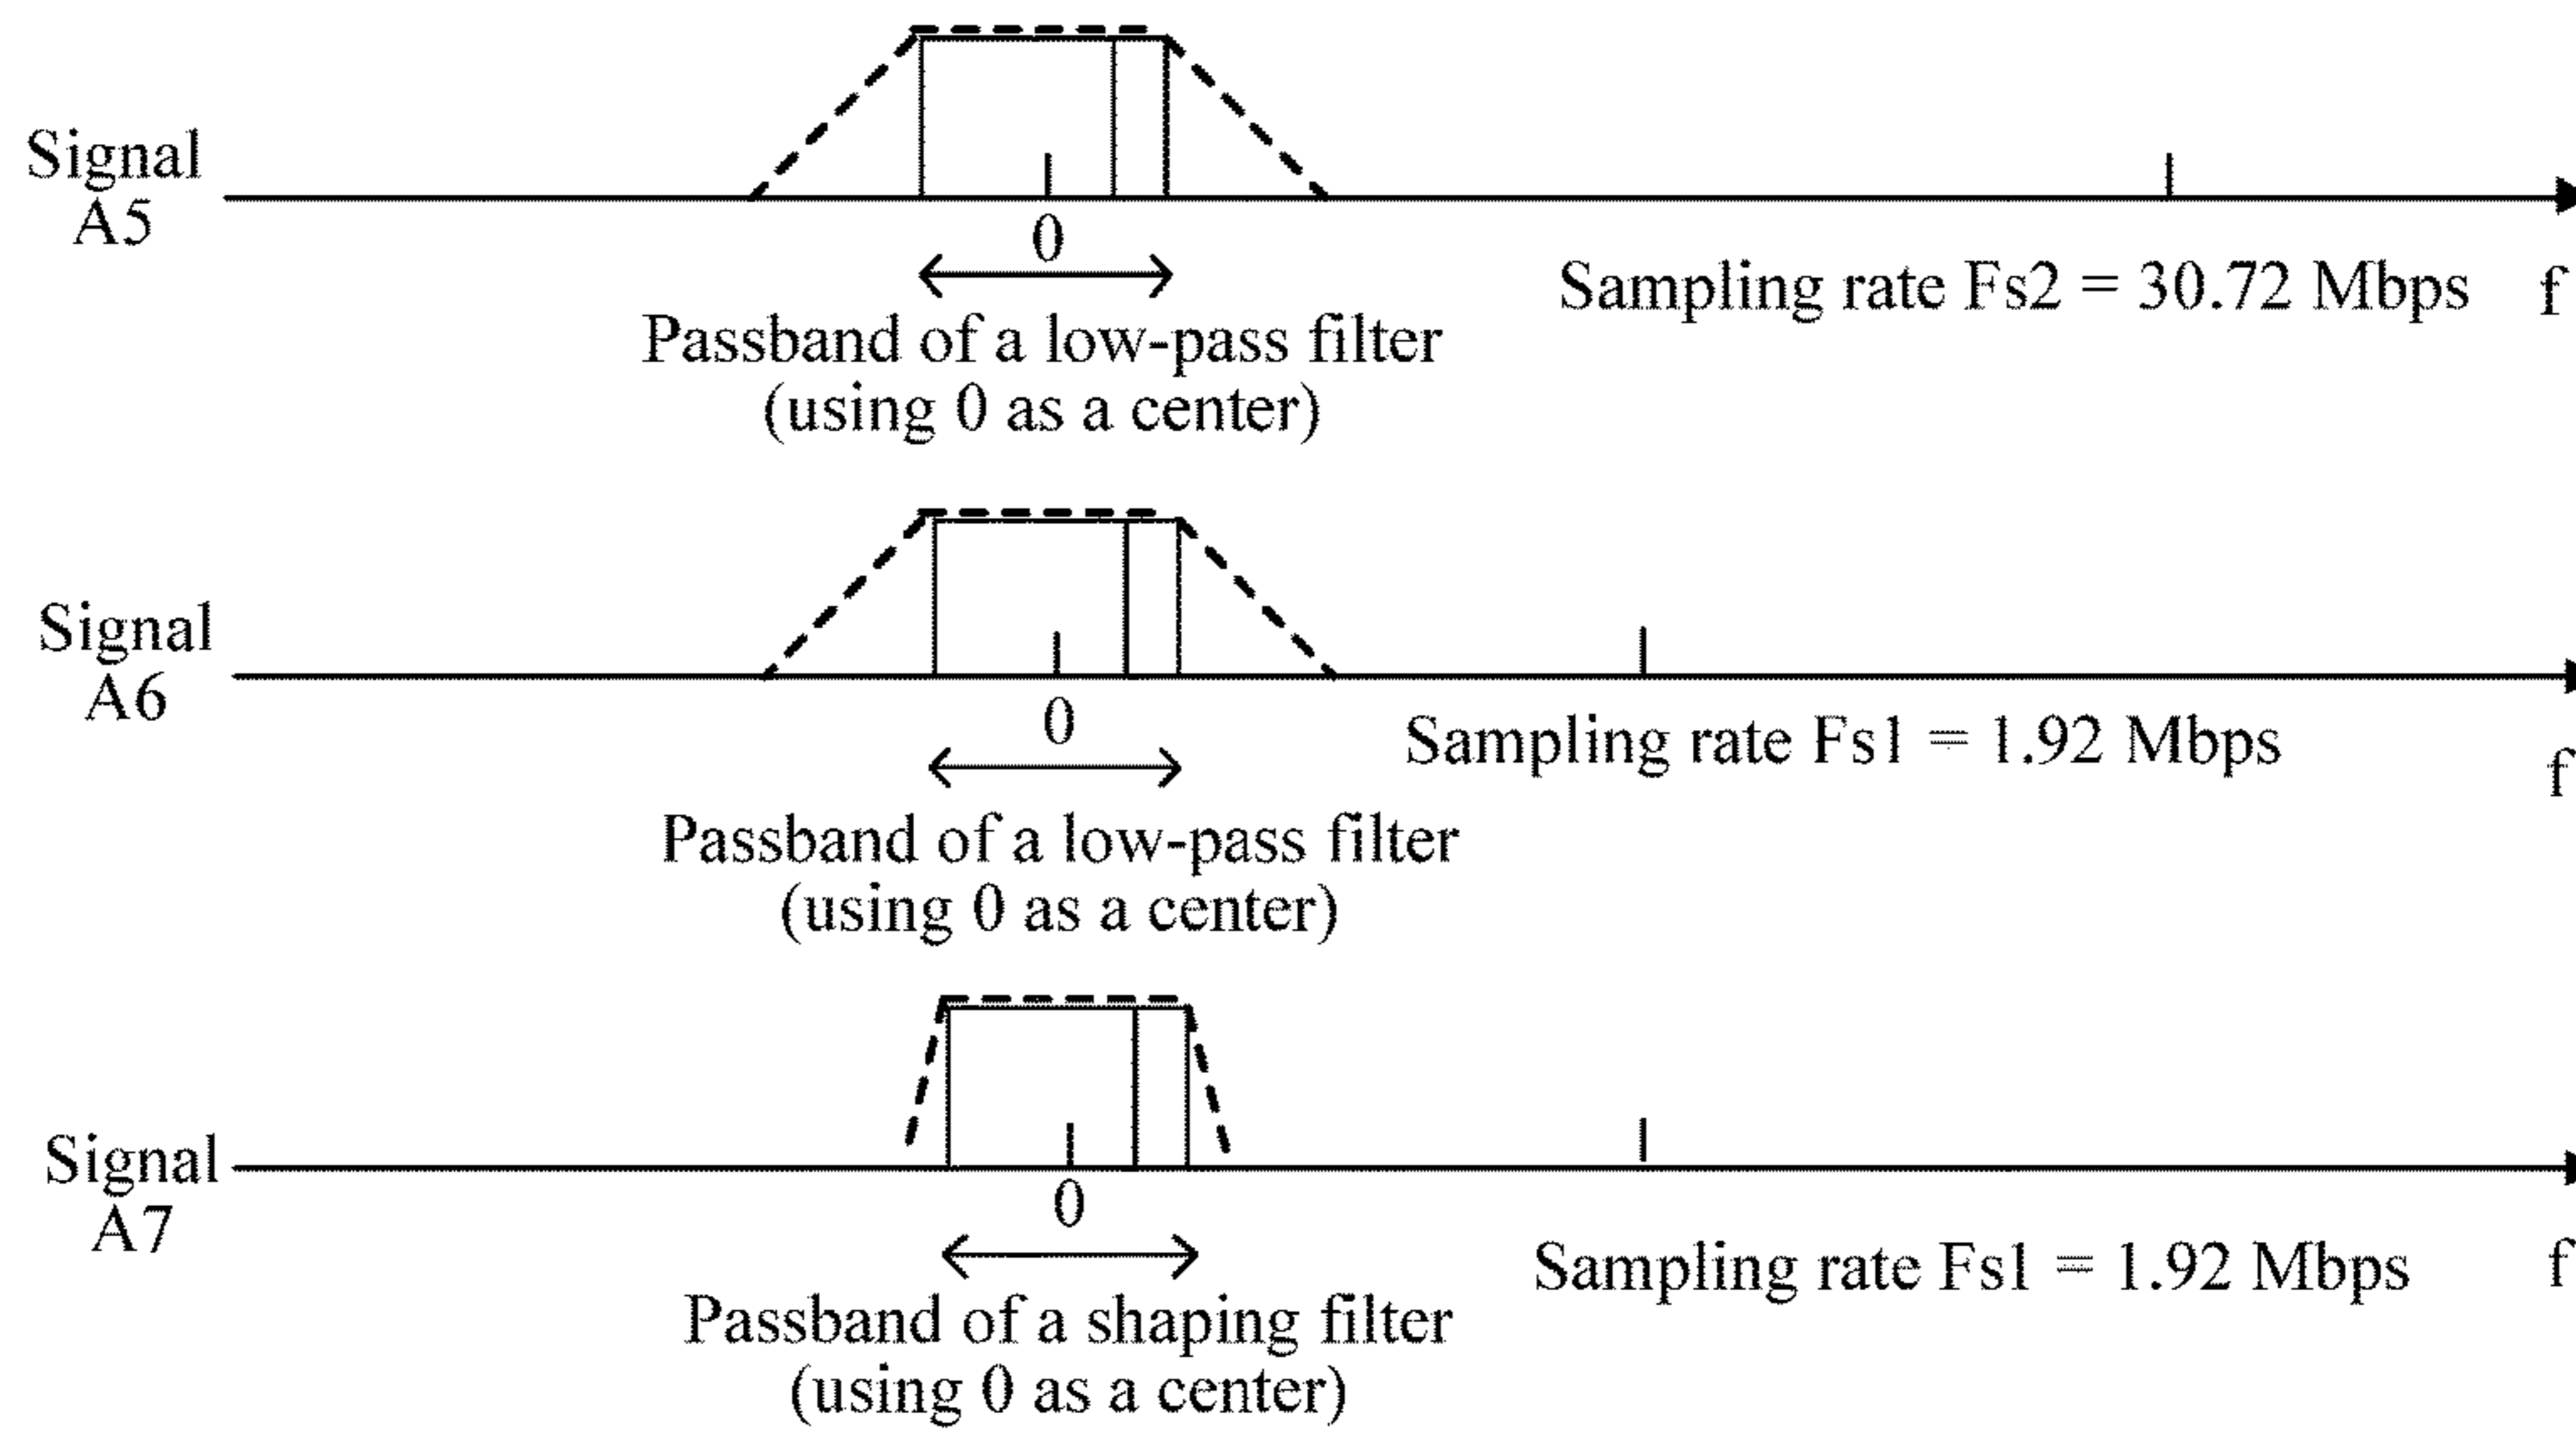 Signal
A5
0
Sampling rate Fs2 = 30.72 Mbps
f
Passband of a low-pass filter
(using 0 as a center)
Signal
A6
0
Sampling rate Fs1 = 1.92 Mbps
f
Passband of a low-pass filter
(using 0 as a center)
Signal
A7
0
Sampling rate Fs1 = 1.92 Mbps
f
Passband of a shaping filter
(using 0 as a center)